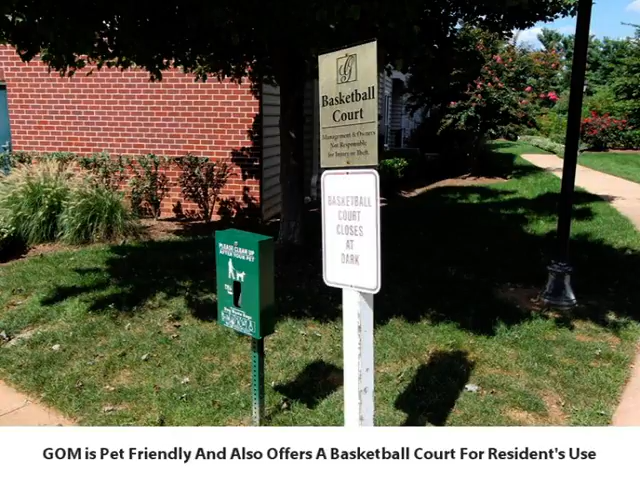 G
Basketball
Court
Management & Owners
Not Responsible
for Injury or Theft.
BASKETBALL
COURT
CLOSES
AT
DARK
PLEASE CLEAN UP
AFTER YOUR PET
GOM is Pet Friendly And Also Offers A Basketball Court For Resident's Use